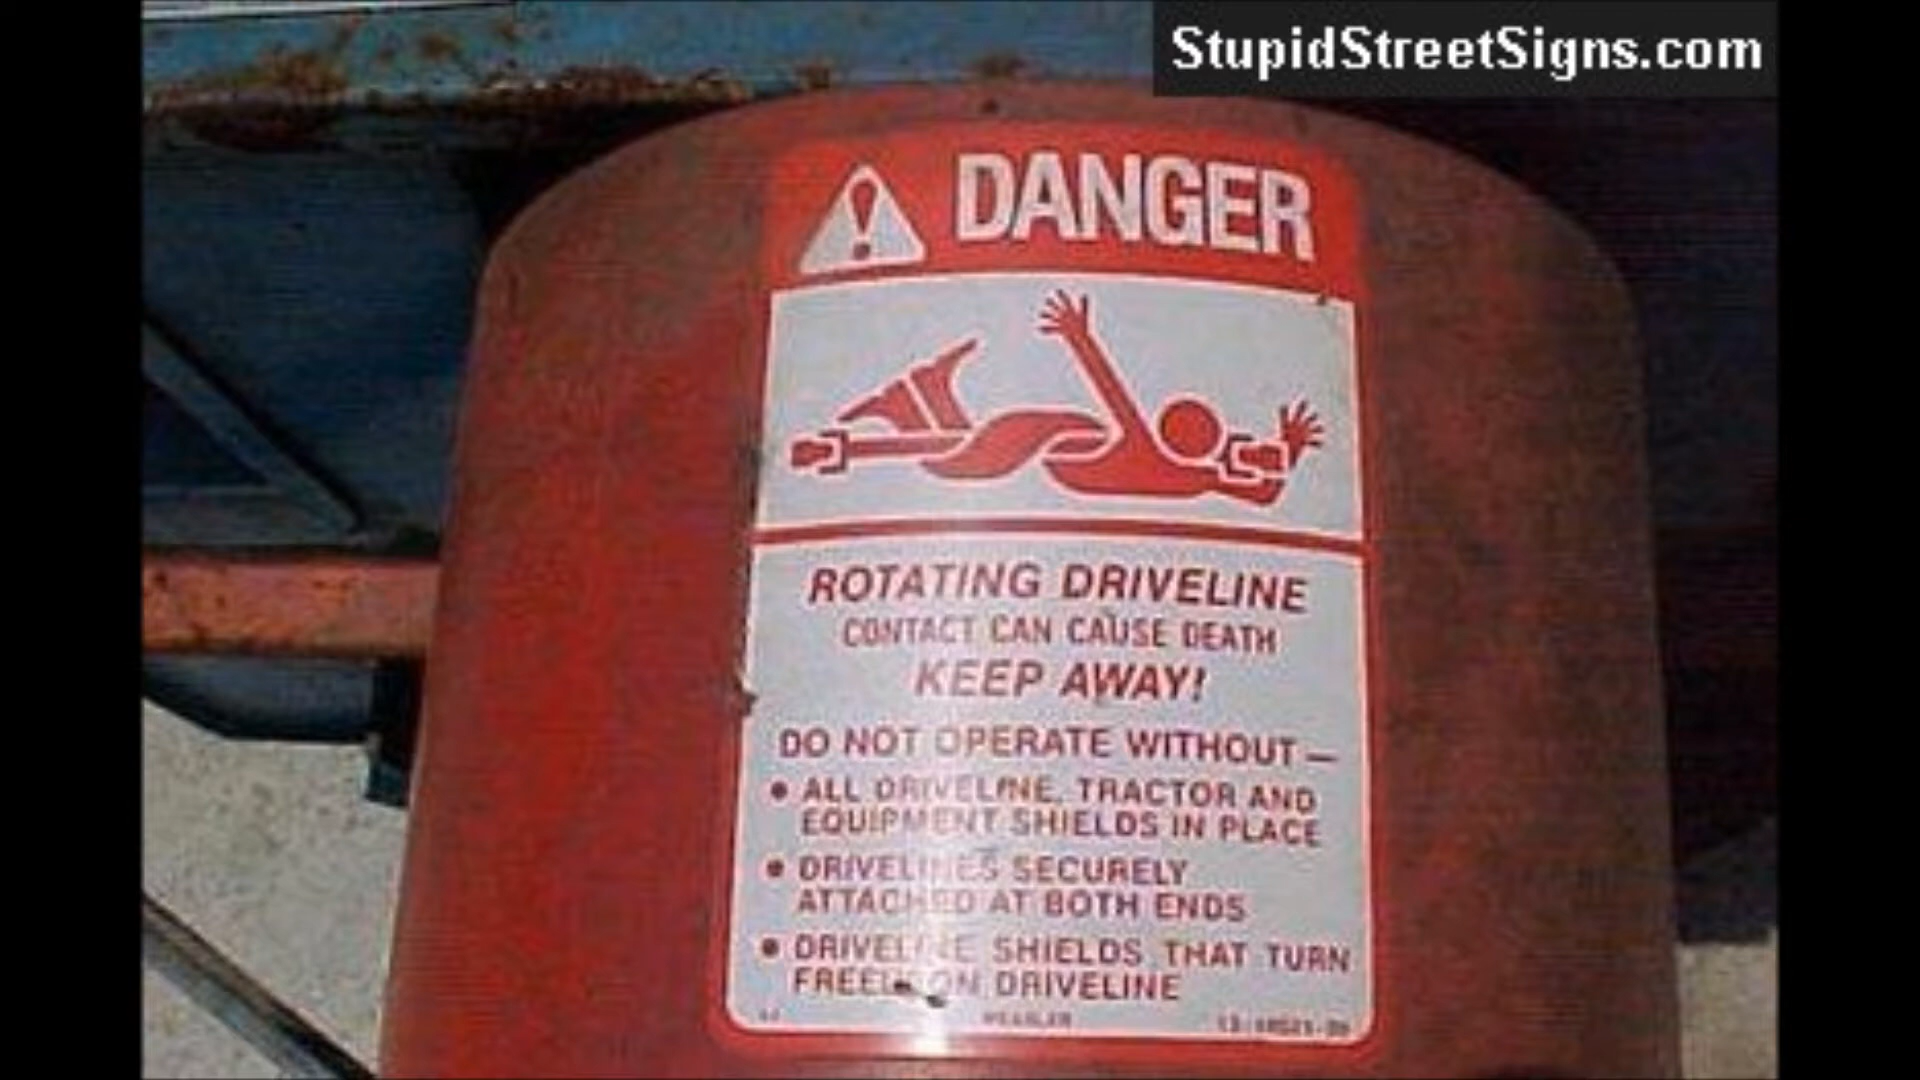 StupidStreetSigns.com
DANGER
ROTATING DRIVELINE
CONTACT CAN CAUSE DEATH
KEEP AWAY!
DO NOT OPERATE WITHOUT —
• ALL DRIVELINE, TRACTOR AND
EQUIPMENT SHIELDS IN PLACE
• DRIVELINES SECURELY
ATTACHED AT BOTH ENDS
• DRIVELINE SHIELDS THAT TURN
FREELY ON DRIVELINE